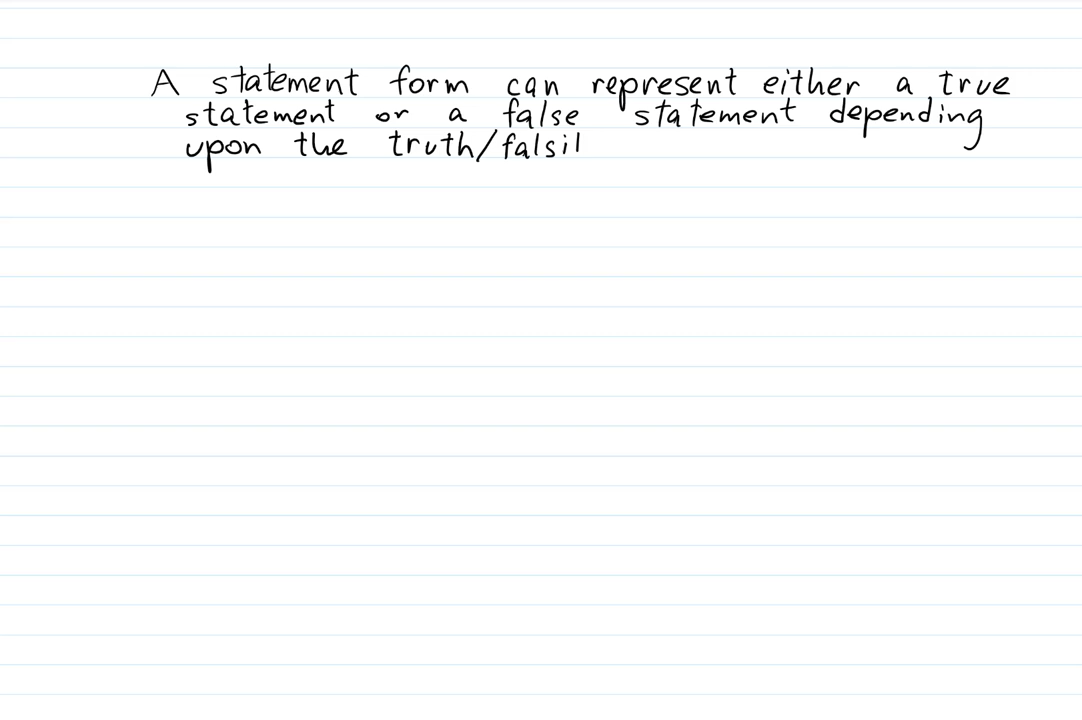 A statement form can represent either a true
statement or a false statement depending
upon the truth/falsil